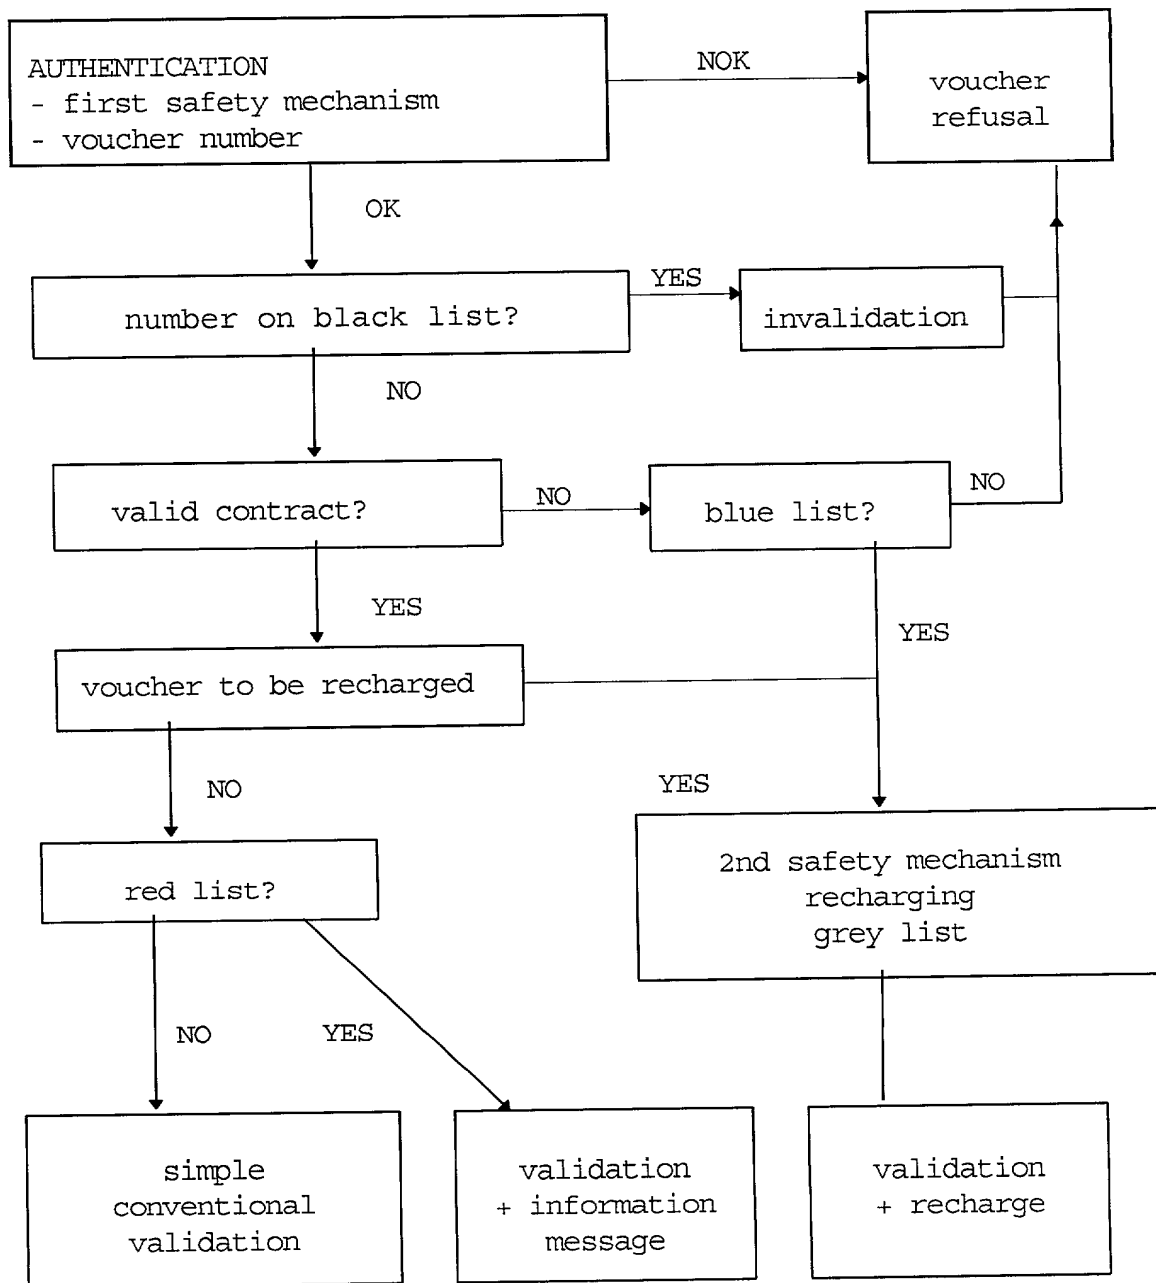 AUTHENTICATION
- first safety mechanism
- voucher number
NOK
voucher
refusal
OK
number on black list?
YES
invalidation
NO
valid contract?
NO
blue list?
NO
YES
YES
voucher to be recharged
NO
YES
red list?
2nd safety mechanism
recharging
grey list
NO
YES
simple
conventional
validation
validation
+ information
message
validation
+ recharge